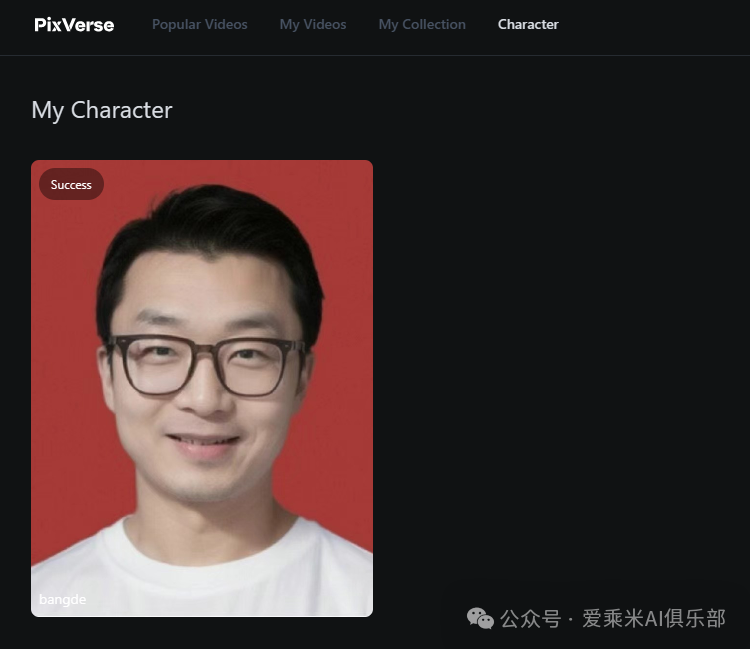 PixVerse Popular Videos My Videos My Collection Character
My Character
Success
bangde
公众号 · 爱乘米AI俱乐部